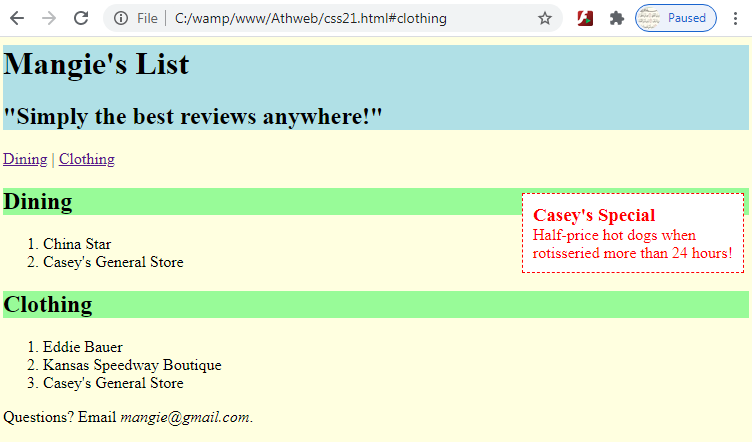 File | C:/wamp/www/Athweb/css21.html#clothing
Paused
Mangie's List
"Simply the best reviews anywhere!"
Dining | Clothing
Dining
Casey's Special
Half-price hot dogs when
rotisseried more than 24 hours!
1. China Star
2. Casey's General Store
Clothing
1. Eddie Bauer
2. Kansas Speedway Boutique
3. Casey's General Store
Questions? Email mangie@gmail.com.